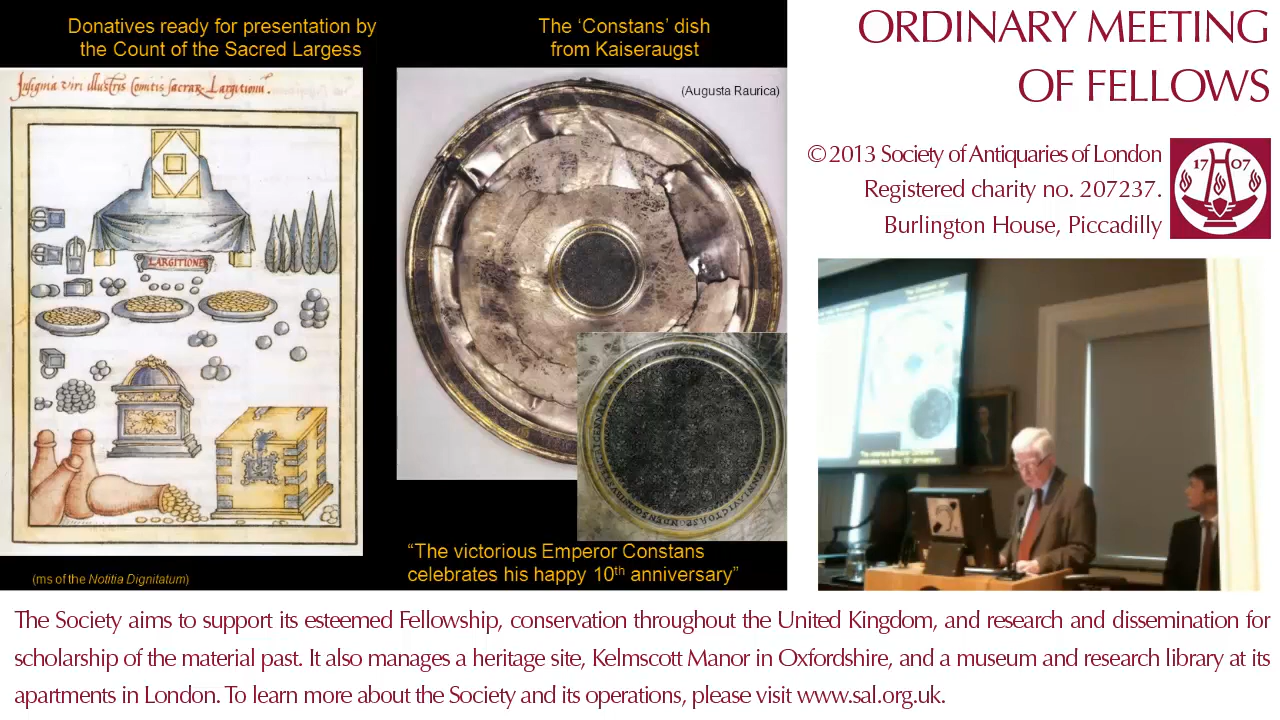 Donatives ready for presentation by
the Count of the Sacred Largess
The ‘Constans’ dish
from Kaiseraugst
(Augusta Raurica)
Insignia viri illustris Comitis sacrar Largitionum.
LARGITIONES
“The victorious Emperor Constans
celebrates his happy 10th anniversary”
(ms of the Notitia Dignitatum)
ORDINARY MEETING
OF FELLOWS
© 2013 Society of Antiquaries of London
Registered charity no. 207237.
Burlington House, Piccadilly
17 07
The Society aims to support its esteemed Fellowship, conservation throughout the United Kingdom, and research and dissemination for
scholarship of the material past. It also manages a heritage site, Kelmscott Manor in Oxfordshire, and a museum and research library at its
apartments in London. To learn more about the Society and its operations, please visit www.sal.org.uk.